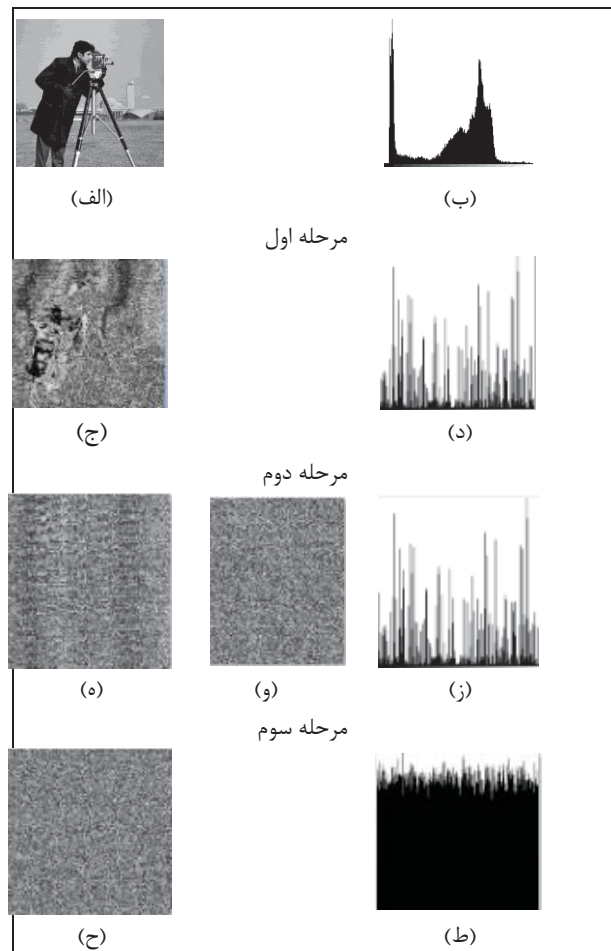 (الف) (ب)
مرحله اول
(ج) (د)
مرحله دوم
(ه) (و) (ز)
مرحله سوم
(ح) (ط)